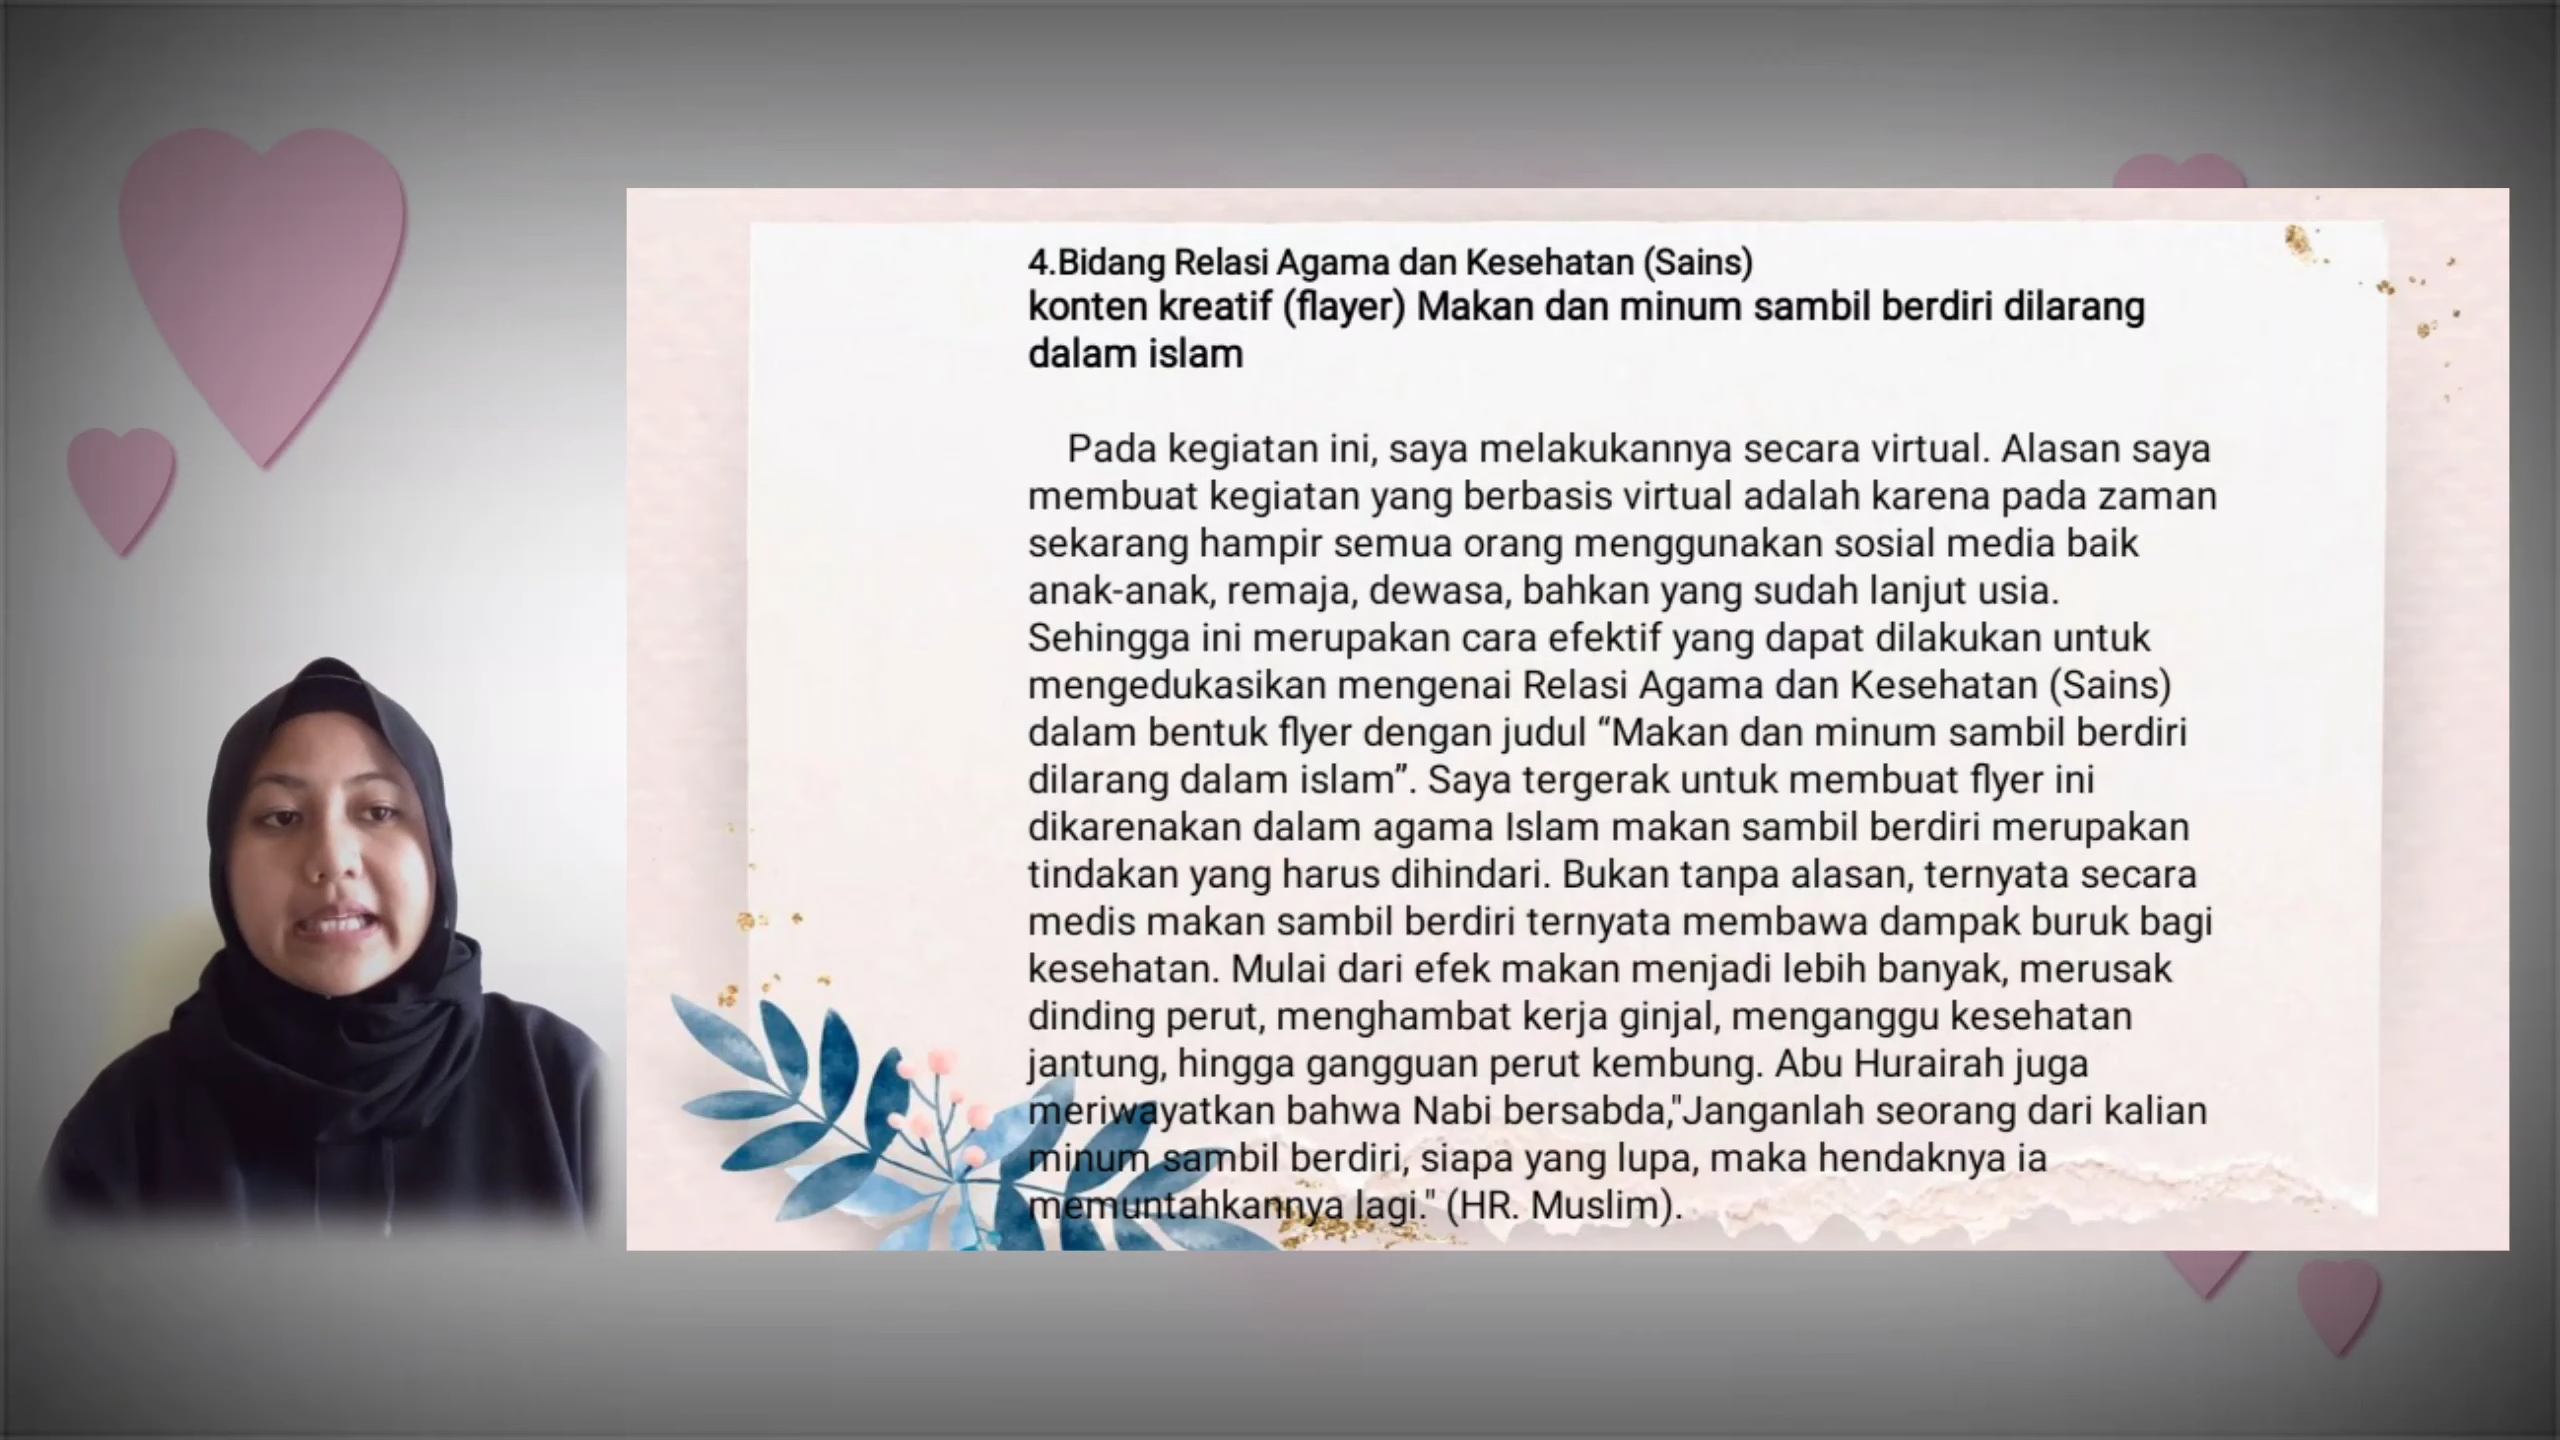 4.Bidang Relasi Agama dan Kesehatan (Sains)
konten kreatif (flayer) Makan dan minum sambil berdiri dilarang
dalam islam
Pada kegiatan ini, saya melakukannya secara virtual. Alasan saya
membuat kegiatan yang berbasis virtual adalah karena pada zaman
sekarang hampir semua orang menggunakan sosial media baik
anak-anak, remaja, dewasa, bahkan yang sudah lanjut usia.
Sehingga ini merupakan cara efektif yang dapat dilakukan untuk
mengedukasikan mengenai Relasi Agama dan Kesehatan (Sains)
dalam bentuk flyer dengan judul “Makan dan minum sambil berdiri
dilarang dalam islam”. Saya tergerak untuk membuat flyer ini
dikarenakan dalam agama Islam makan sambil berdiri merupakan
tindakan yang harus dihindari. Bukan tanpa alasan, ternyata secara
medis makan sambil berdiri ternyata membawa dampak buruk bagi
kesehatan. Mulai dari efek makan menjadi lebih banyak, merusak
dinding perut, menghambat kerja ginjal, menganggu kesehatan
jantung, hingga gangguan perut kembung. Abu Hurairah juga
meriwayatkan bahwa Nabi bersabda,"Janganlah seorang dari kalian
minum sambil berdiri, siapa yang lupa, maka hendaknya ia
memuntahkannya lagi." (HR. Muslim).